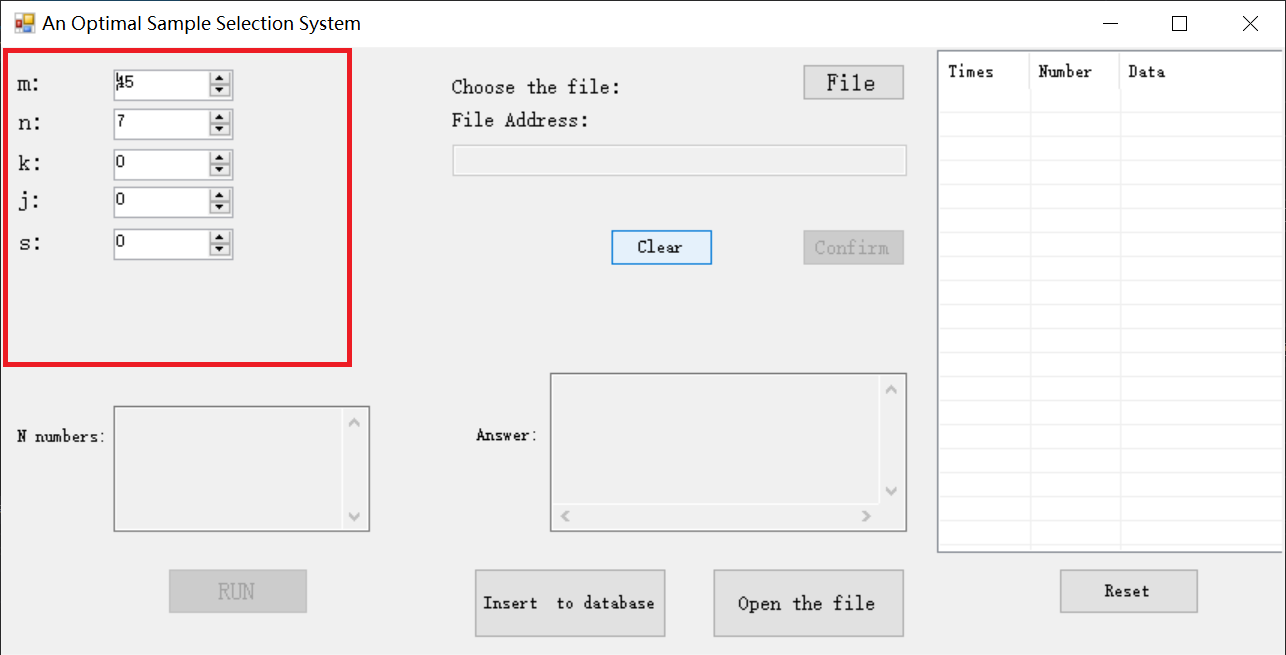 An Optimal Sample Selection System
m: 45
n: 7
k: 0
j: 0
s: 0
Choose the file: File
File Address:
Clear Confirm
N numbers:
Answer:
RUN
Insert to database
Open the file
Times Number Data
Reset